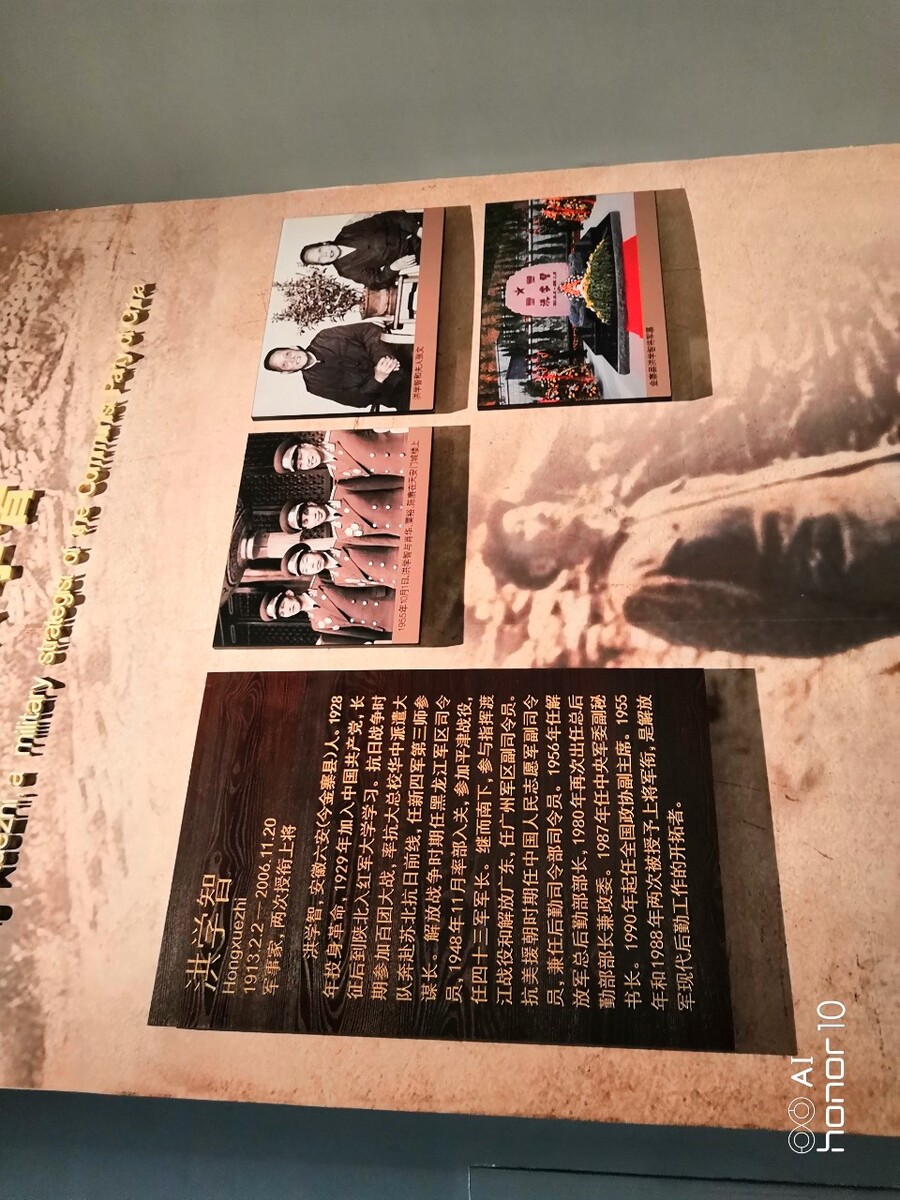 Xuezhi a military strategist of the Communist Party of China
洪学智
Hongxuezhi
1913.2.2 — 2006.11.20
军事家，两次授衔上将
洪学智，安徽六安（今金寨县）人。1928
年投身革命，1929年加入中国共产党，长
征后到陕北入红军大学学习。抗日战争时
期参加百团大战，率抗大总校华中派遣大
队奔赴苏北抗日前线，任新四军第三师参
谋长。解放战争时期任黑龙江军区司令
员，1948年11月率部入关，参加平津战役，
任四十三军军长。继而南下，参与指挥渡
江战役和解放广东，任广州军区副司令员。
抗美援朝时期任中国人民志愿军副司令
员，兼任后勤司令部司令员。1956年任解
放军总后勤部部长，1980年再次出任总后
勤部部长兼政委。1987年任中央军委副秘
书长。1990年起任全国政协副主席。1955
年和1988年两次被授予上将军衔，是解放
军现代后勤工作的开拓者。
1955年10月1日，洪学智与肖华、粟裕、陈赓在天安门城楼上
洪学智和夫人张文
洪学智
金寨县洪学智将军墓
AI
honor 10